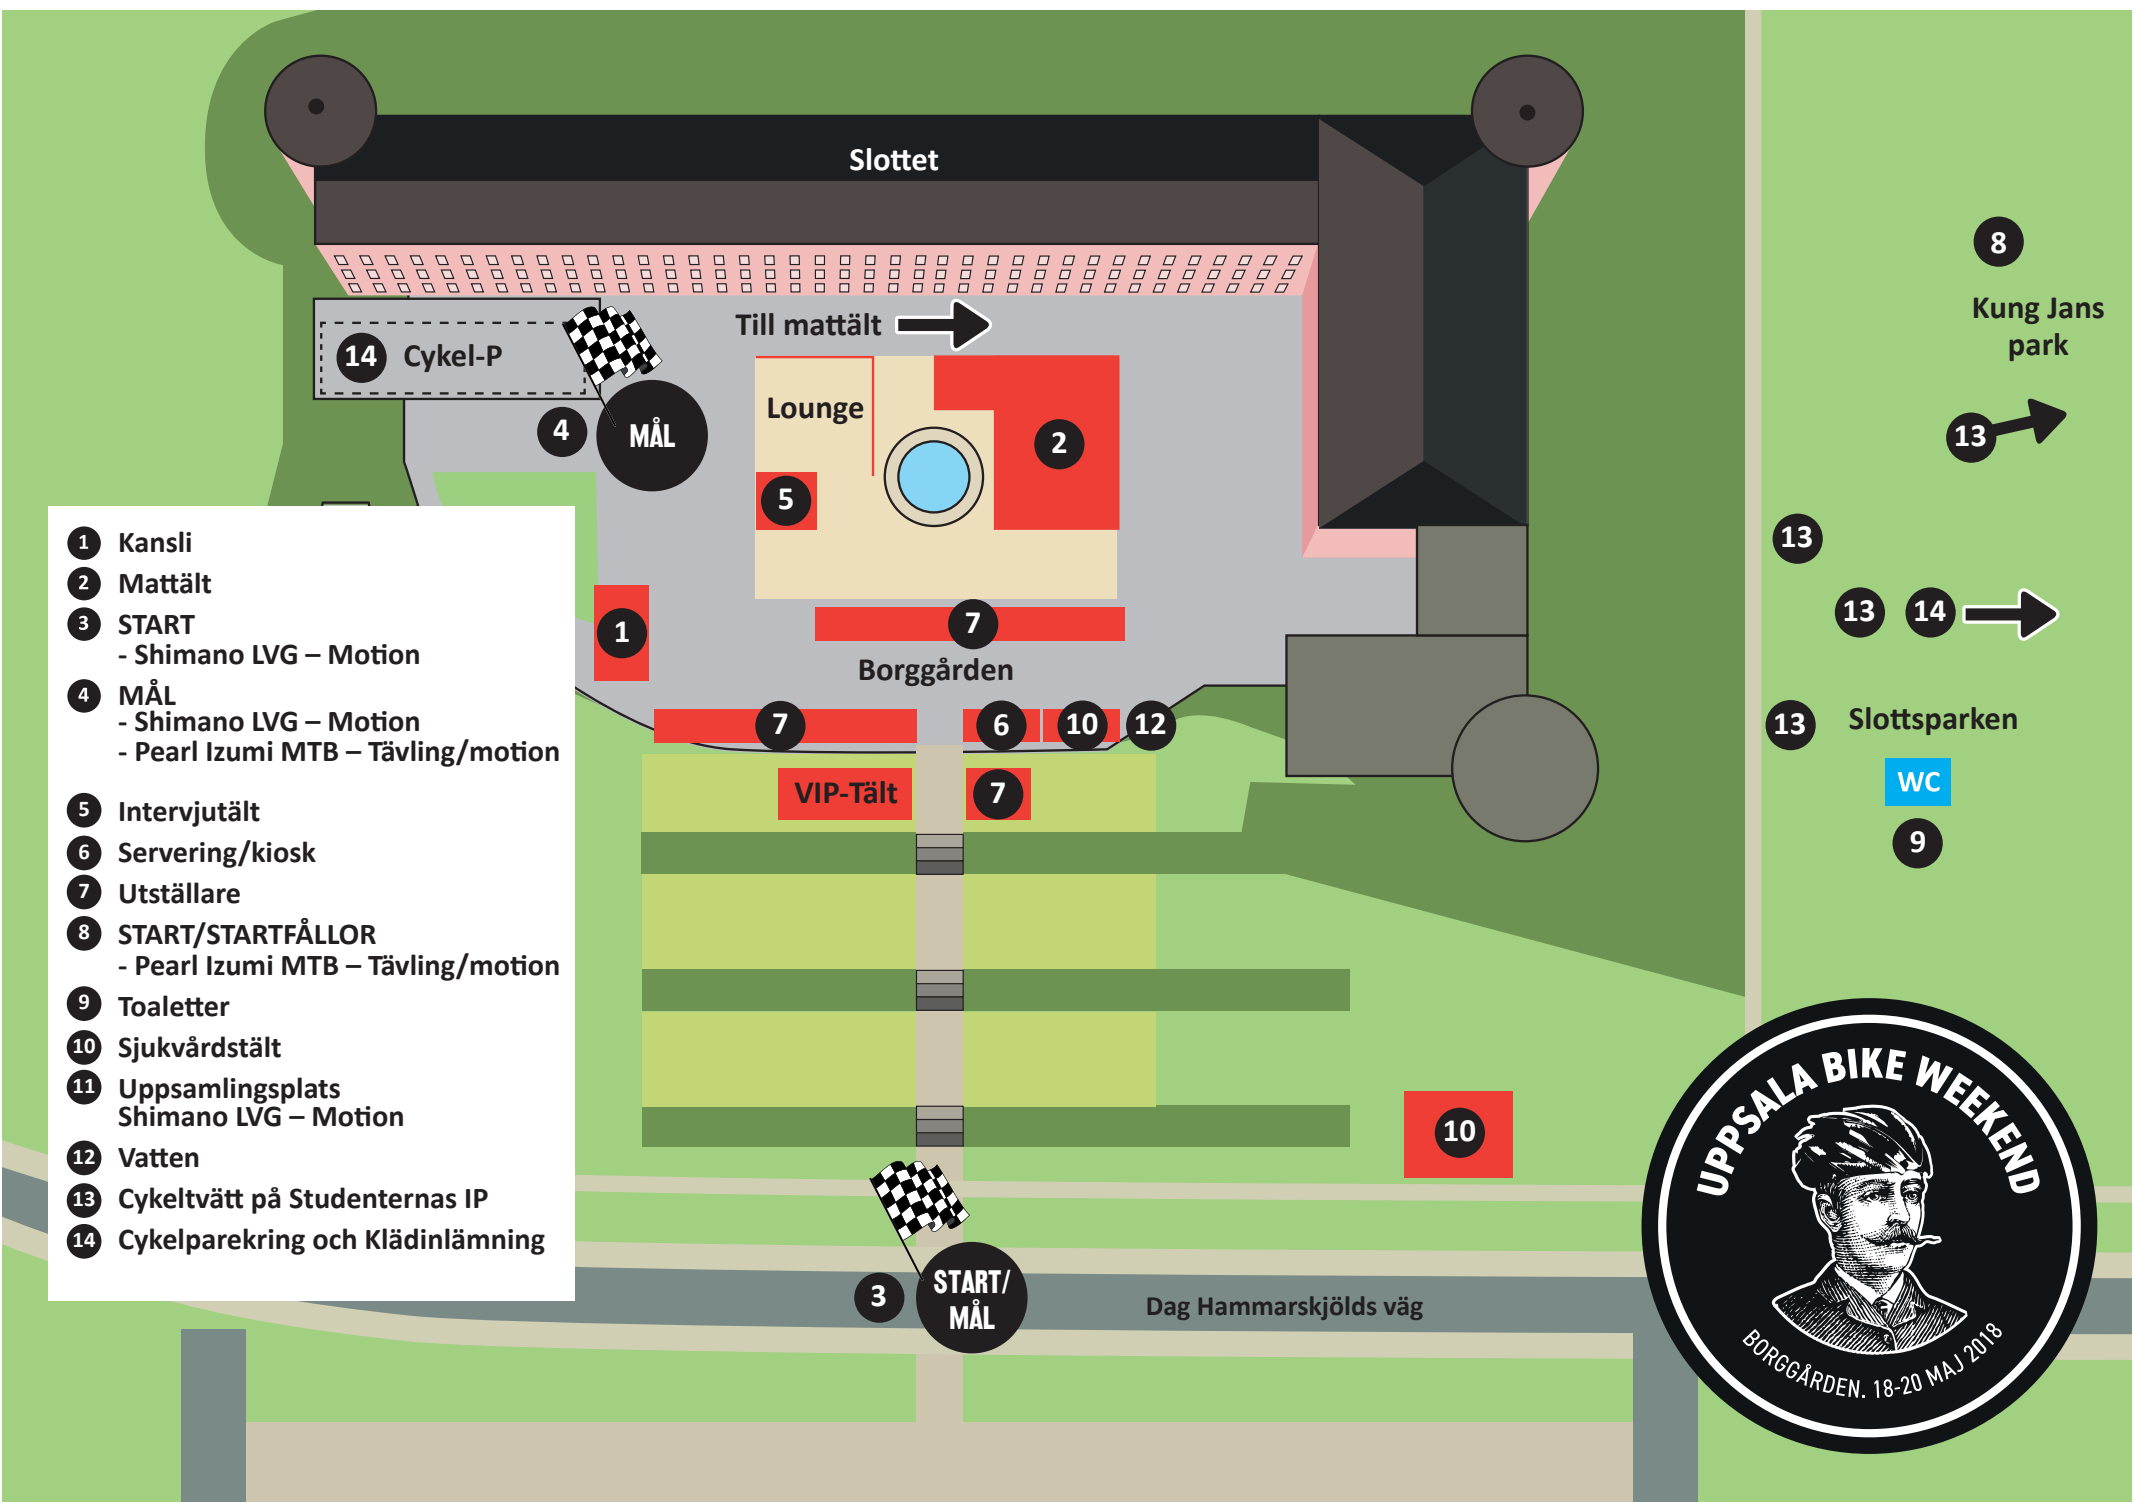 Slottet
8
Kung Jans
park
Till mattält
14 Cykel-P
Lounge
4
MÅL
2
13
5
13
1
7
13
14
Borggården
7
6
10
12
13
Slottsparken
VIP-Tält
7
WC
9
1 Kansli
2 Mattält
3 START
- Shimano LVG – Motion
4 MÅL
- Shimano LVG – Motion
- Pearl Izumi MTB – Tävling/motion
5 Intervjutält
6 Servering/kiosk
7 Utställare
8 START/STARTFÅLLOR
- Pearl Izumi MTB – Tävling/motion
9 Toaletter
10 Sjukvårdstält
11 Uppsamlingsplats
Shimano LVG – Motion
12 Vatten
13 Cykeltvätt på Studenternas IP
14 Cykelparekring och Klädinlämning
10
3
START/
MÅL
Dag Hammarskjölds väg
UPPSALA BIKE WEEKEND
BORGGÅRDEN. 18-20 MAJ 2018